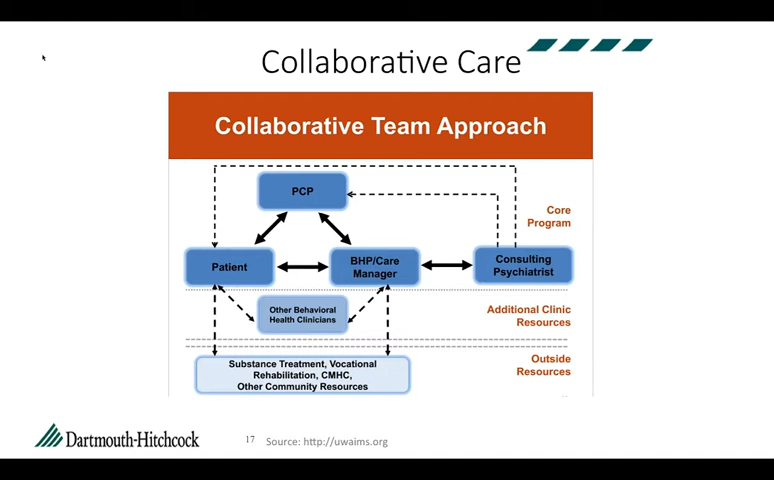 Collaborative Care
Collaborative Team Approach
PCP
Core
Program
Patient
BHP/Care
Manager
Consulting
Psychiatrist
Other Behavioral
Health Clinicians
Additional Clinic
Resources
Substance Treatment, Vocational
Rehabilitation, CMHC,
Other Community Resources
Outside
Resources
Dartmouth-Hitchcock
17
Source: http://uwaims.org